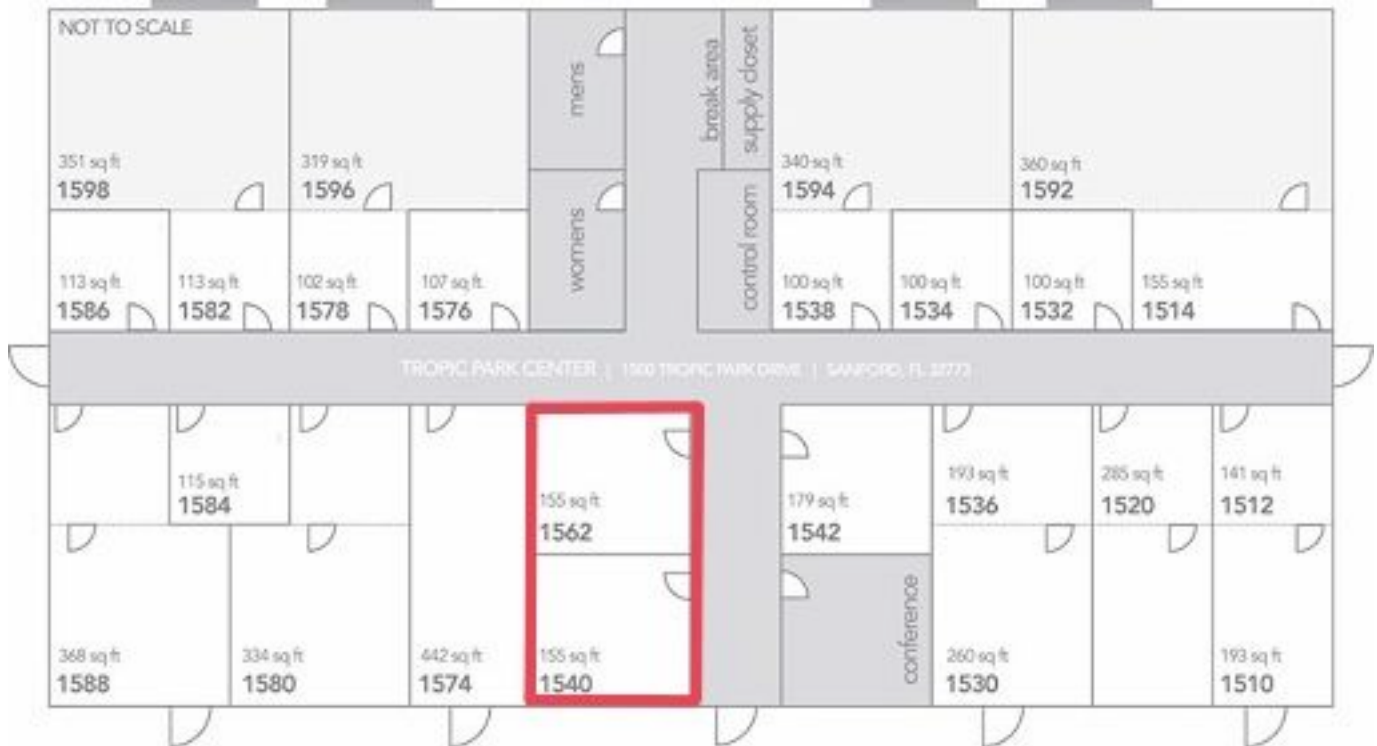 NOT TO SCALE
351 sq ft
1598
319 sq ft
1596
mens
break area
supply closet
340 sq ft
1594
360 sq ft
1592
113 sq ft
1586
113 sq ft
1582
102 sq ft
1578
107 sq ft
1576
womens
control room
100 sq ft
1538
100 sq ft
1534
100 sq ft
1532
155 sq ft
1514
TROPIC PARK CENTER | 1500 TROPIC PARK DRIVE | SANFORD, FL 32773
115 sq ft
1584
155 sq ft
1562
179 sq ft
1542
193 sq ft
1536
285 sq ft
1520
141 sq ft
1512
368 sq ft
1588
334 sq ft
1580
442 sq ft
1574
155 sq ft
1540
conference
260 sq ft
1530
193 sq ft
1510